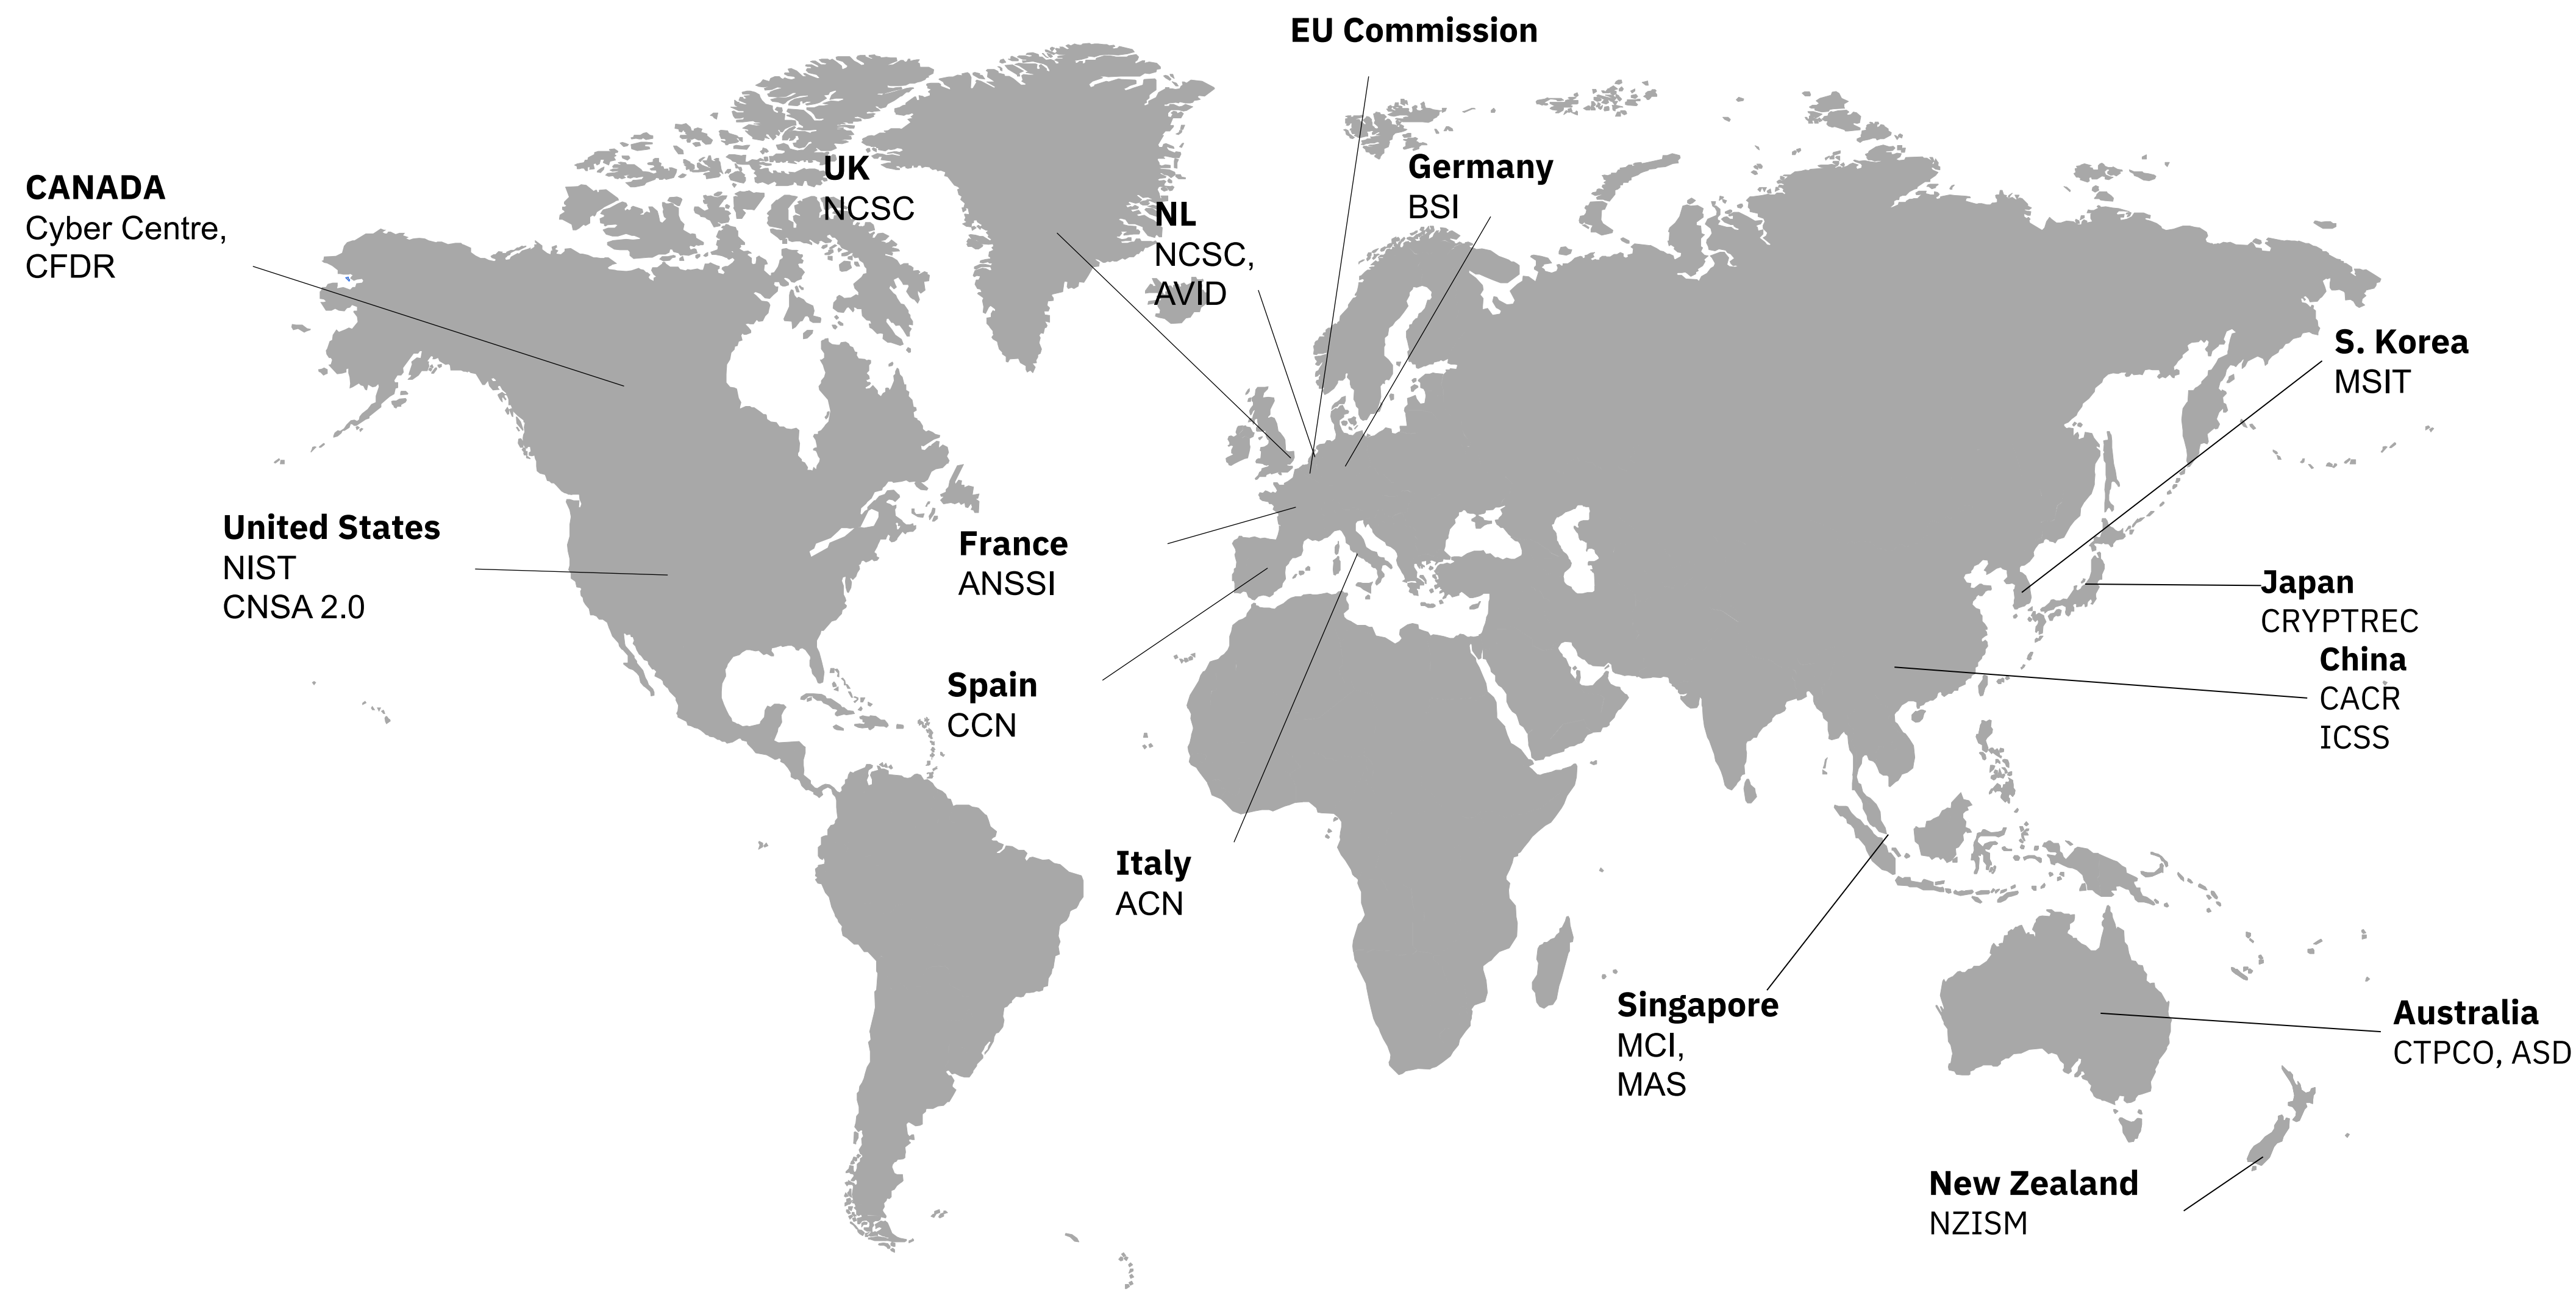 EU Commission
UK
NCSC
Germany
BSI
CANADA
Cyber Centre,
CFDR
NL
NCSC,
AVID
S. Korea
MSIT
United States
NIST
CNSA 2.0
France
ANSSI
Japan
CRYPTREC
China
CACR
ICSS
Spain
CCN
Italy
ACN
Singapore
MCI,
MAS
Australia
CTPCO, ASD
New Zealand
NZISM